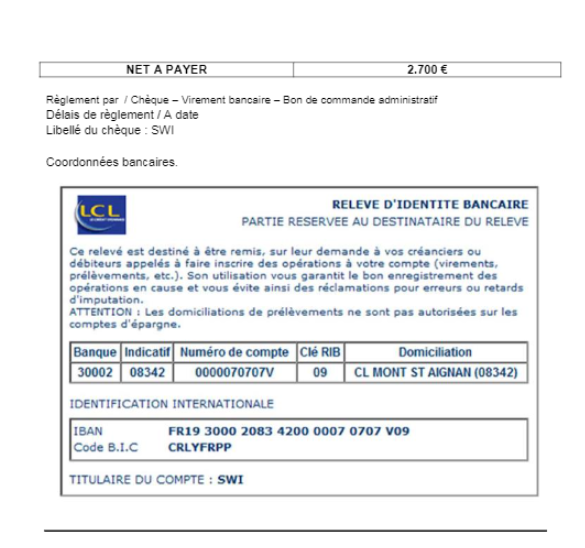 NET A PAYER 2.700 €
Règlement par / Chèque – Virement bancaire – Bon de commande administratif
Délais de règlement / A date
Libellé du chèque : SWI
Coordonnées bancaires.
LCL
RELEVE D'IDENTITE BANCAIRE
PARTIE RESERVEE AU DESTINATAIRE DU RELEVE
Ce relevé est destiné à être remis, sur leur demande à vos créanciers ou
débiteurs appelés à faire inscrire des opérations à votre compte (virements,
prélèvements, etc.). Son utilisation vous garantit le bon enregistrement des
opérations en cause et vous évite ainsi des réclamations pour erreurs ou retards
d'imputation.
ATTENTION : Les domiciliations de prélèvements ne sont pas autorisées sur les
comptes d'épargne.
Banque Indicatif Numéro de compte Clé RIB Domiciliation
30002 08342 0000070707V 09 CL MONT ST AIGNAN (08342)
IDENTIFICATION INTERNATIONALE
IBAN FR19 3000 2083 4200 0007 0707 V09
Code B.I.C CRLYFRPP
TITULAIRE DU COMPTE : SWI